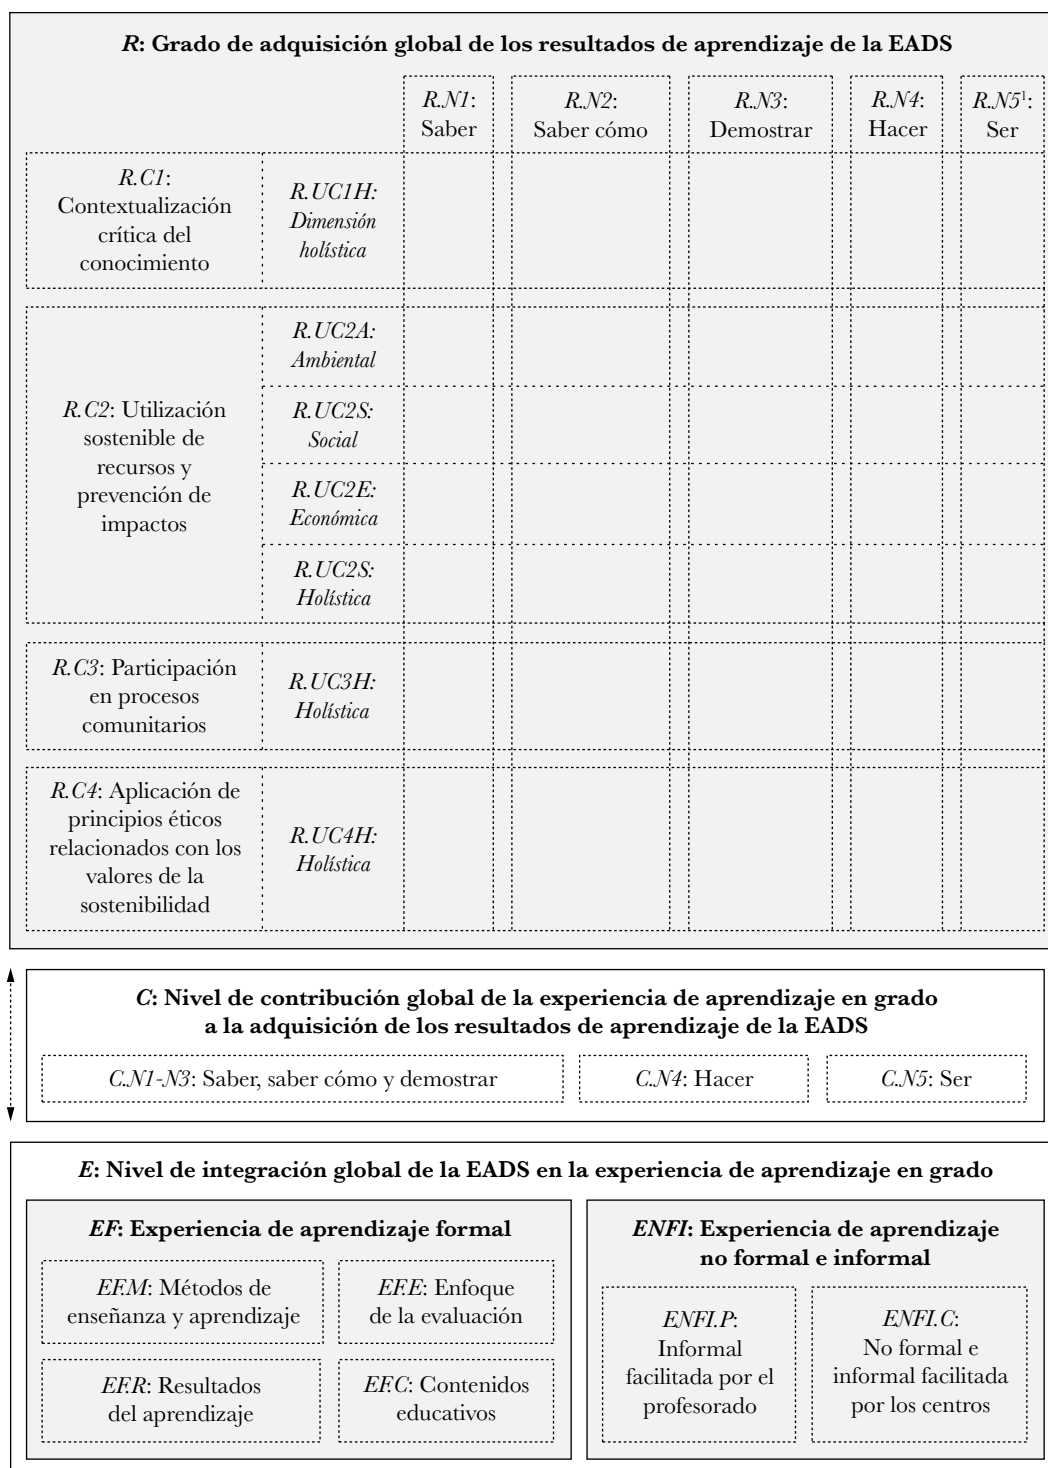 R: Grado de adquisición global de los resultados de aprendizaje de la EADS
R.N1:
Saber
R.N2:
Saber cómo
R.N3:
Demostrar
R.N4:
Hacer
R.N5¹:
Ser
R.C1:
Contextualización
crítica del
conocimiento
R.UC1H:
Dimensión
holística
R.C2: Utilización
sostenible de
recursos y
prevención de
impactos
R.UC2A:
Ambiental
R.UC2S:
Social
R.UC2E:
Económica
R.UC2S:
Holística
R.C3: Participación
en procesos
comunitarios
R.UC3H:
Holística
R.C4: Aplicación de
principios éticos
relacionados con los
valores de la
sostenibilidad
R.UC4H:
Holística
C: Nivel de contribución global de la experiencia de aprendizaje en grado
a la adquisición de los resultados de aprendizaje de la EADS
C.N1-N3: Saber, saber cómo y demostrar
C.N4: Hacer
C.N5: Ser
E: Nivel de integración global de la EADS en la experiencia de aprendizaje en grado
EF: Experiencia de aprendizaje formal
EF.M: Métodos de
enseñanza y aprendizaje
EF.E: Enfoque
de la evaluación
EF.R: Resultados
del aprendizaje
EF.C: Contenidos
educativos
ENFI: Experiencia de aprendizaje
no formal e informal
ENFI.P:
Informal
facilitada por el
profesorado
ENFI.C:
No formal e
informal facilitada
por los centros